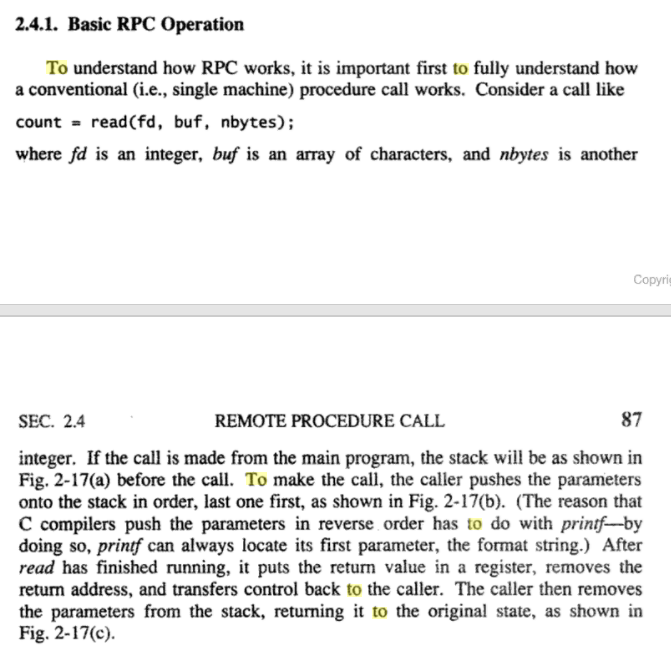 2.4.1. Basic RPC Operation
To understand how RPC works, it is important first to fully understand how
a conventional (i.e., single machine) procedure call works. Consider a call like
count = read(fd, buf, nbytes);
where fd is an integer, buf is an array of characters, and nbytes is another
SEC. 2.4 REMOTE PROCEDURE CALL 87
integer. If the call is made from the main program, the stack will be as shown in
Fig. 2-17(a) before the call. To make the call, the caller pushes the parameters
onto the stack in order, last one first, as shown in Fig. 2-17(b). (The reason that
C compilers push the parameters in reverse order has to do with printf—by
doing so, printf can always locate its first parameter, the format string.) After
read has finished running, it puts the return value in a register, removes the
return address, and transfers control back to the caller. The caller then removes
the parameters from the stack, returning it to the original state, as shown in
Fig. 2-17(c).